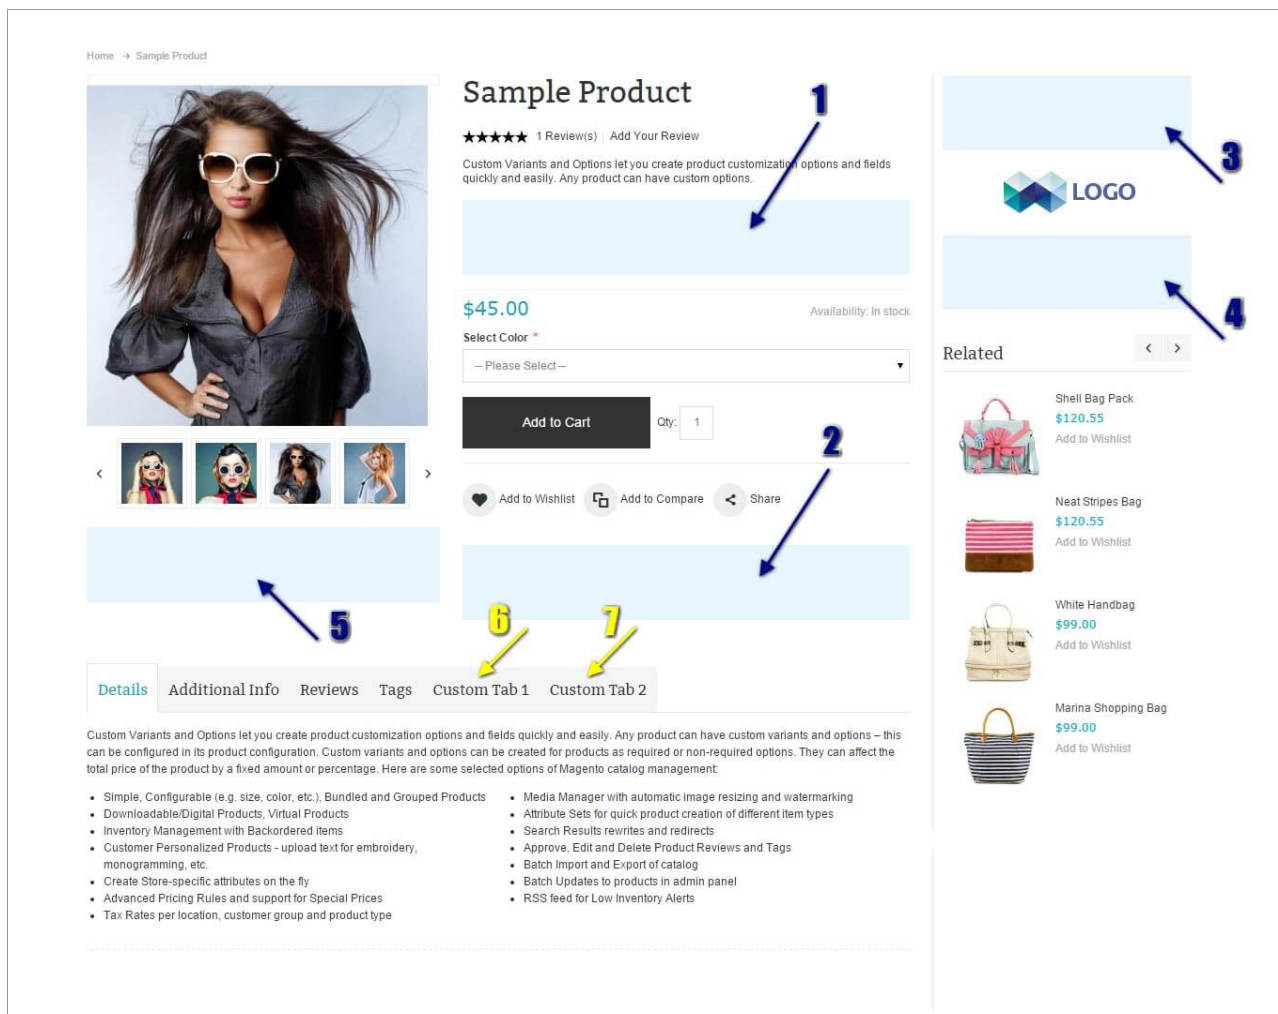 Home → Sample Product
Sample Product
1
★★★★★ 1 Review(s) | Add Your Review
Custom Variants and Options let you create product customization options and fields
quickly and easily. Any product can have custom options.
$45.00
Availability: In stock
Select Color *
-- Please Select --
Add to Cart
Qty: 1
2
Add to Wishlist
Add to Compare
Share
5
6
7
3
LOGO
4
Related
Shell Bag Pack
$120.55
Add to Wishlist
Neat Stripes Bag
$120.55
Add to Wishlist
White Handbag
$99.00
Add to Wishlist
Marina Shopping Bag
$99.00
Add to Wishlist
Details Additional Info Reviews Tags Custom Tab 1 Custom Tab 2
Custom Variants and Options let you create product customization options and fields quickly and easily. Any product can have custom variants and options – this
can be configured in its product configuration. Custom variants and options can be created for products as required or non-required options. They can affect the
total price of the product by a fixed amount or percentage. Here are some selected options of Magento catalog management:
• Simple, Configurable (e.g. size, color, etc.), Bundled and Grouped Products
• Downloadable/Digital Products, Virtual Products
• Inventory Management with Backordered items
• Customer Personalized Products - upload text for embroidery,
monogramming, etc.
• Create Store-specific attributes on the fly
• Advanced Pricing Rules and support for Special Prices
• Tax Rates per location, customer group and product type
• Media Manager with automatic image resizing and watermarking
• Attribute Sets for quick product creation of different item types
• Search Results rewrites and redirects
• Approve, Edit and Delete Product Reviews and Tags
• Batch Import and Export of catalog
• Batch Updates to products in admin panel
• RSS feed for Low Inventory Alerts